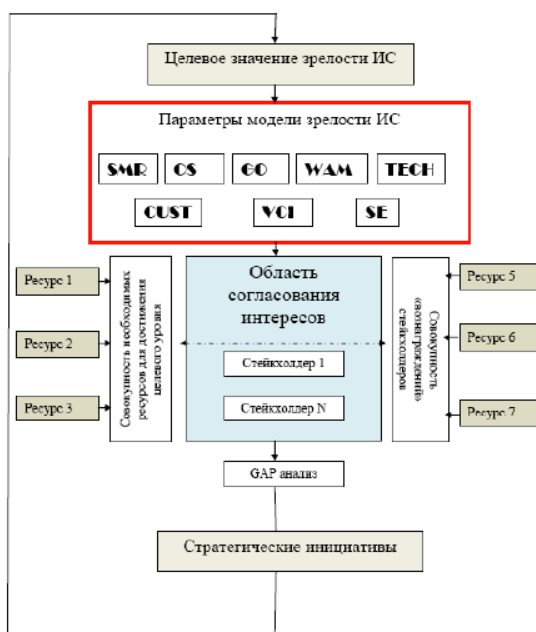 Целевое значение зрелости ИС
Параметры модели зрелости ИС
SMR OS GO WAM TECH
CUST VCI SE
Ресурс 1
Ресурс 2
Ресурс 3
Совокупность необходимых
ресурсов для достижения
целевого уровня
Область
согласования
интересов
Стейкхолдер 1
Стейкхолдер N
Совокупность
«вознаграждений»
стейкхолдеров
Ресурс 5
Ресурс 6
Ресурс 7
GAP анализ
Стратегические инициативы